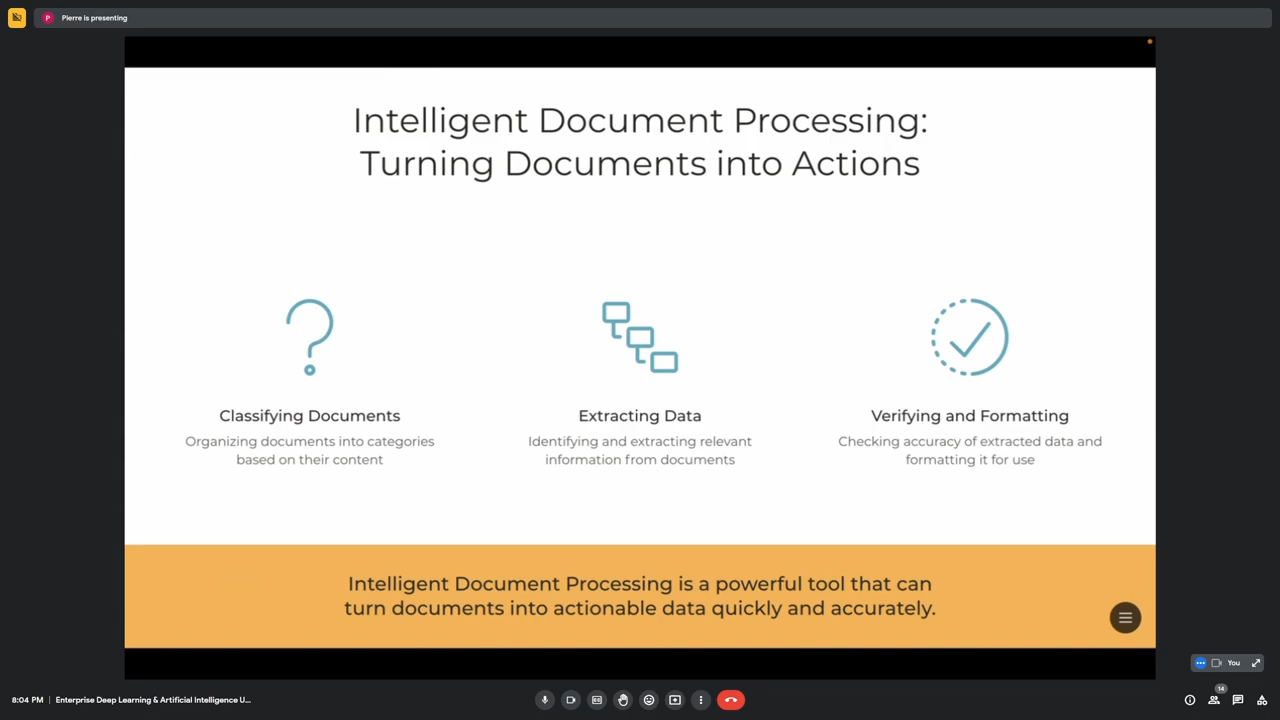 P
Pierre is presenting
Intelligent Document Processing:
Turning Documents into Actions
Classifying Documents
Organizing documents into categories
based on their content
Extracting Data
Identifying and extracting relevant
information from documents
Verifying and Formatting
Checking accuracy of extracted data and
formatting it for use
Intelligent Document Processing is a powerful tool that can
turn documents into actionable data quickly and accurately.
You
8:04 PM | Enterprise Deep Learning & Artificial Intelligence U...
14